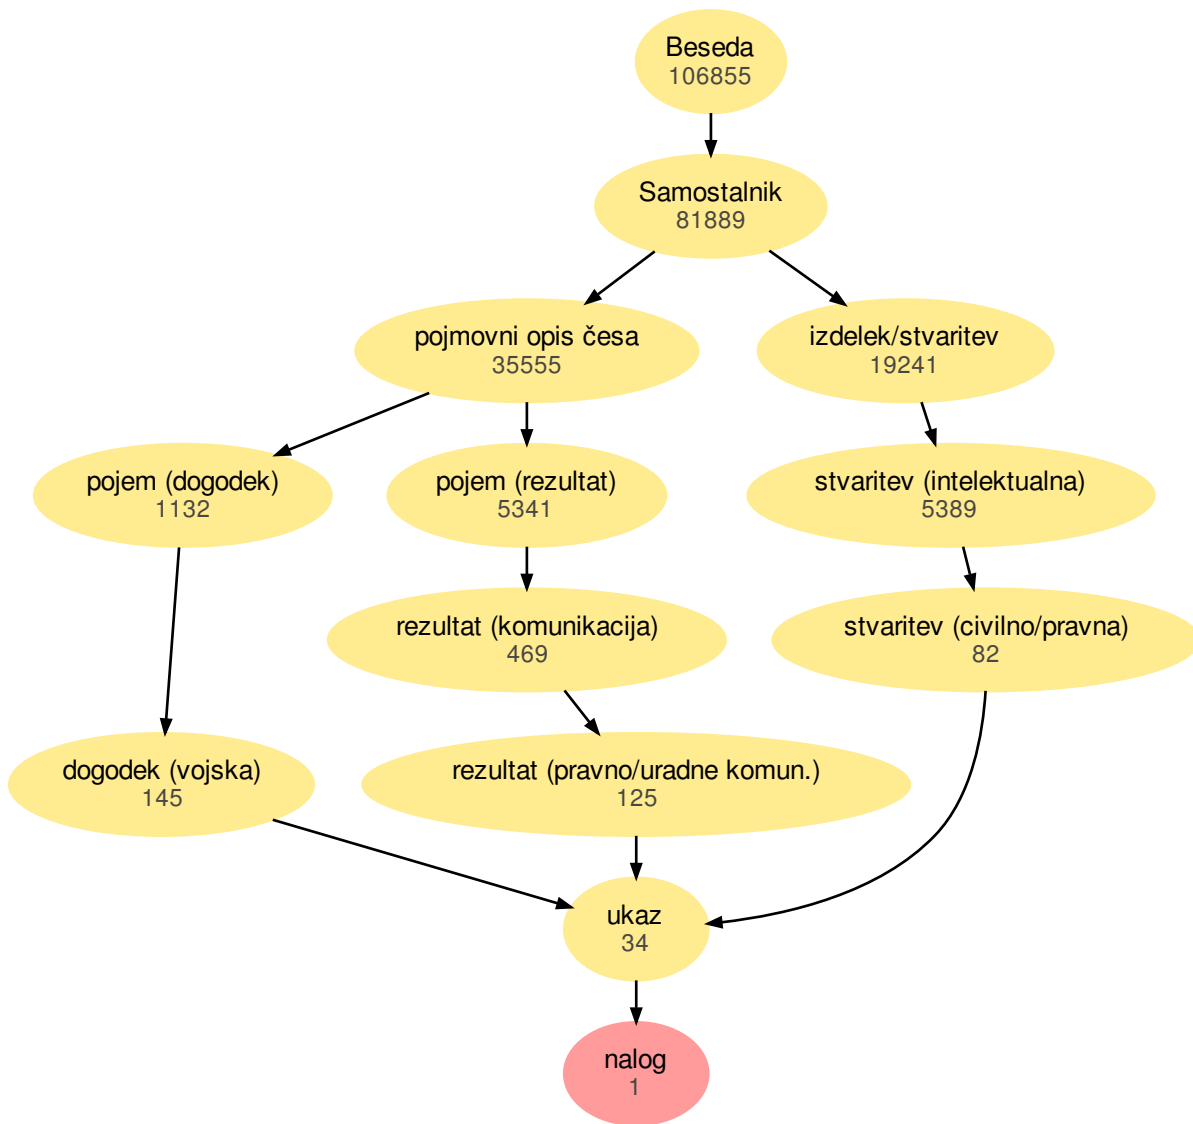 Beseda
106855
Samostalnik
81889
pojmovni opis česa
35555
izdelek/stvaritev
19241
pojem (dogodek)
1132
pojem (rezultat)
5341
stvaritev (intelektualna)
5389
rezultat (komunikacija)
469
stvaritev (civilno/pravna)
82
dogodek (vojska)
145
rezultat (pravno/uradne komun.)
125
ukaz
34
nalog
1